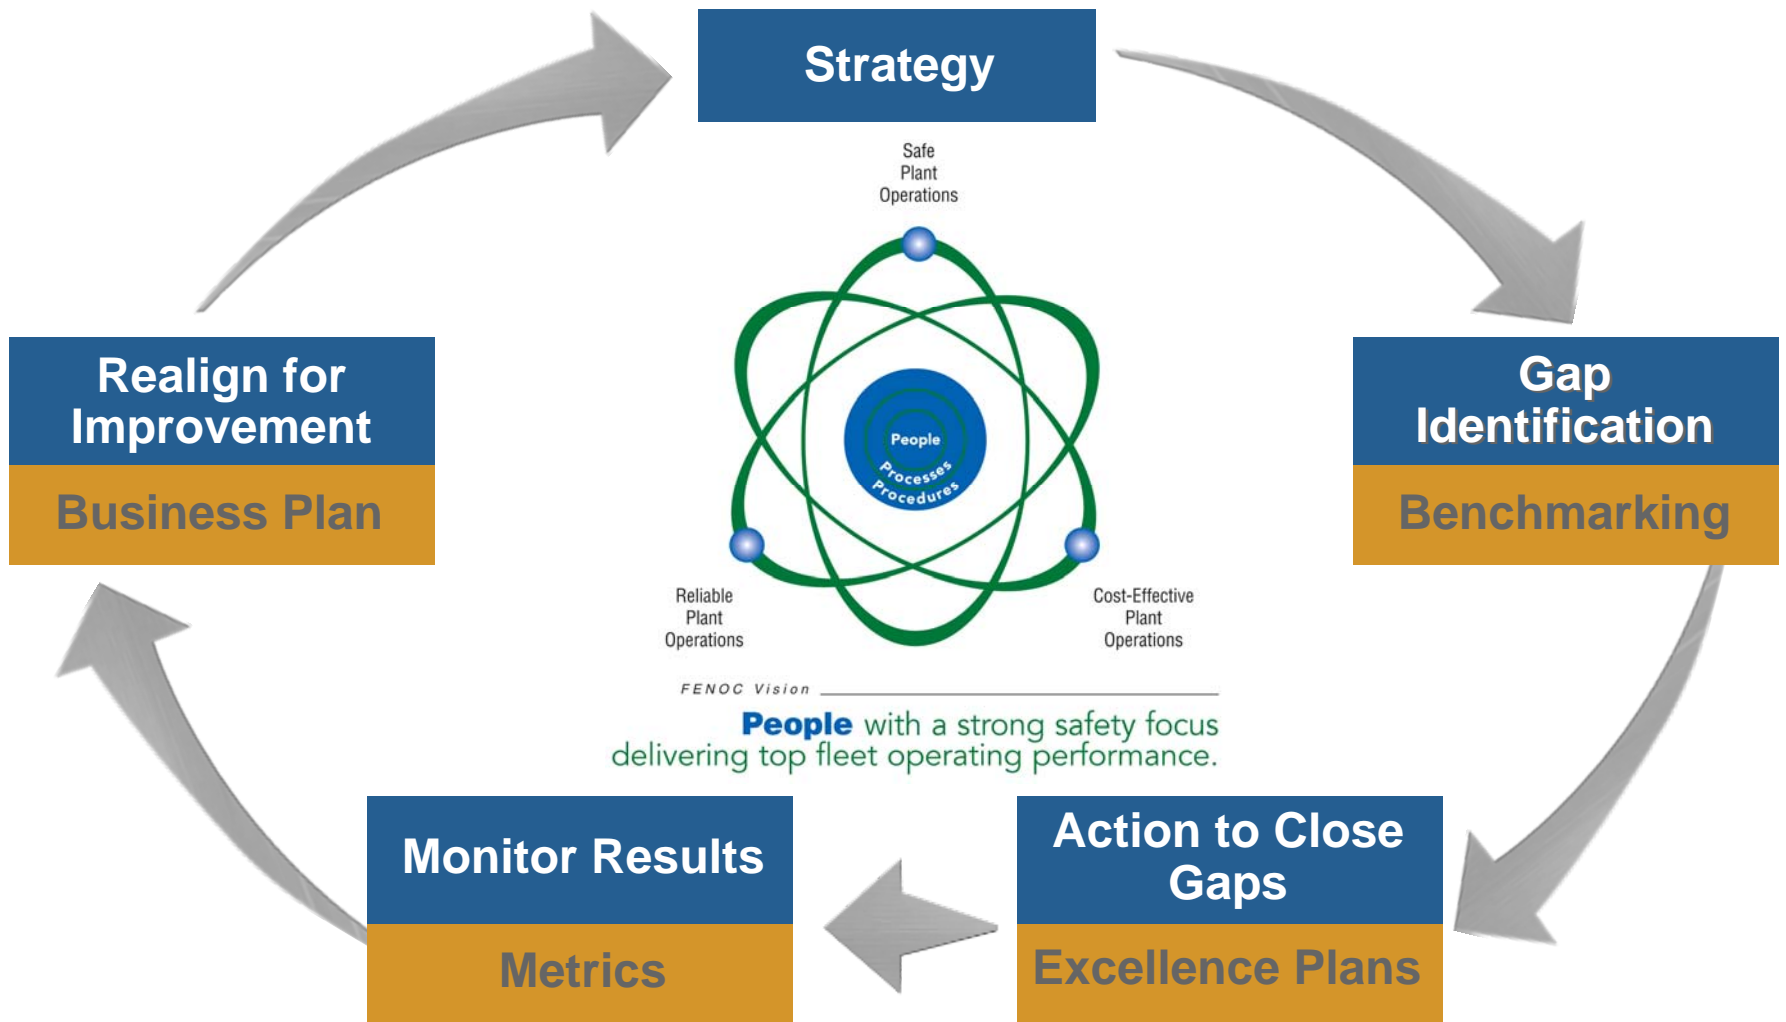 Strategy
Safe
Plant
Operations
Realign for
Improvement
Business Plan
Gap
Identification
Benchmarking
People
Processes
Procedures
Reliable
Plant
Operations
Cost-Effective
Plant
Operations
FENOC Vision
People with a strong safety focus
delivering top fleet operating performance.
Monitor Results
Metrics
Action to Close
Gaps
Excellence Plans